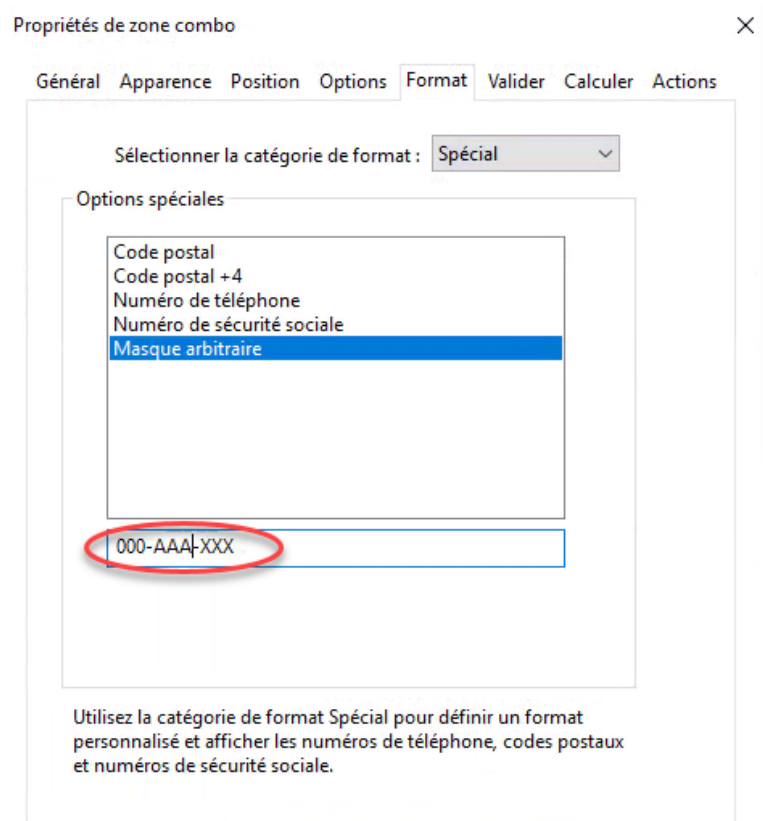 Propriétés de zone combo
Général Apparence Position Options Format Valider Calculer Actions
Sélectionner la catégorie de format : Spécial
Options spéciales
Code postal
Code postal +4
Numéro de téléphone
Numéro de sécurité sociale
Masque arbitraire
000-AAA-XXX
Utilisez la catégorie de format Spécial pour définir un format
personnalisé et afficher les numéros de téléphone, codes postaux
et numéros de sécurité sociale.